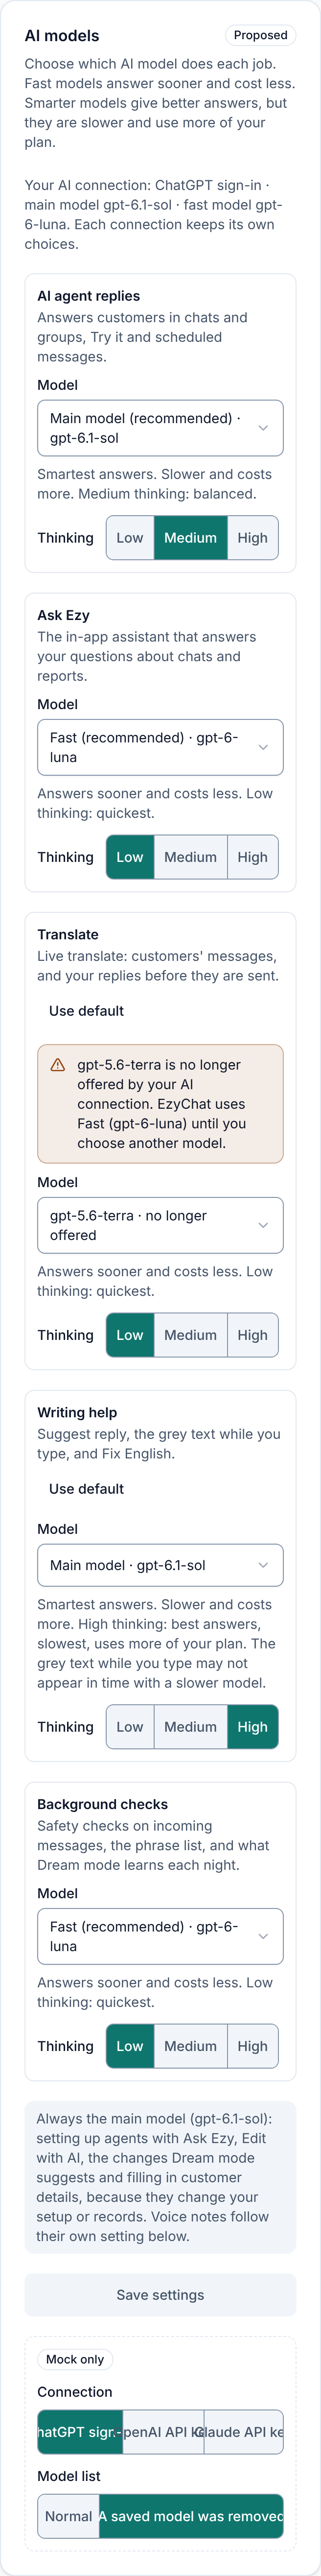 AI models
Proposed
Choose which AI model does each job.
Fast models answer sooner and cost less.
Smarter models give better answers, but
they are slower and use more of your
plan.
Your AI connection: ChatGPT sign-in ·
main model gpt-6.1-sol · fast model gpt-
6-luna. Each connection keeps its own
choices.
AI agent replies
Answers customers in chats and
groups, Try it and scheduled
messages.
Model
Main model (recommended) ·
gpt-6.1-sol
Smartest answers. Slower and costs
more. Medium thinking: balanced.
Thinking Low Medium High
Ask Ezy
The in-app assistant that answers
your questions about chats and
reports.
Model
Fast (recommended) · gpt-6-
luna
Answers sooner and costs less. Low
thinking: quickest.
Thinking Low Medium High
Translate
Live translate: customers' messages,
and your replies before they are sent.
Use default
gpt-5.6-terra is no longer
offered by your AI
connection. EzyChat uses
Fast (gpt-6-luna) until you
choose another model.
Model
gpt-5.6-terra · no longer
offered
Answers sooner and costs less. Low
thinking: quickest.
Thinking Low Medium High
Writing help
Suggest reply, the grey text while you
type, and Fix English.
Use default
Model
Main model · gpt-6.1-sol
Smartest answers. Slower and costs
more. High thinking: best answers,
slowest, uses more of your plan. The
grey text while you type may not
appear in time with a slower model.
Thinking Low Medium High
Background checks
Safety checks on incoming
messages, the phrase list, and what
Dream mode learns each night.
Model
Fast (recommended) · gpt-6-
luna
Answers sooner and costs less. Low
thinking: quickest.
Thinking Low Medium High
Always the main model (gpt-6.1-sol):
setting up agents with Ask Ezy, Edit
with AI, the changes Dream mode
suggests and filling in customer
details, because they change your
setup or records. Voice notes follow
their own setting below.
Save settings
Mock only
Connection
hatGPT sign- penAI API ke laude API ke
Model list
Normal A saved model was removed